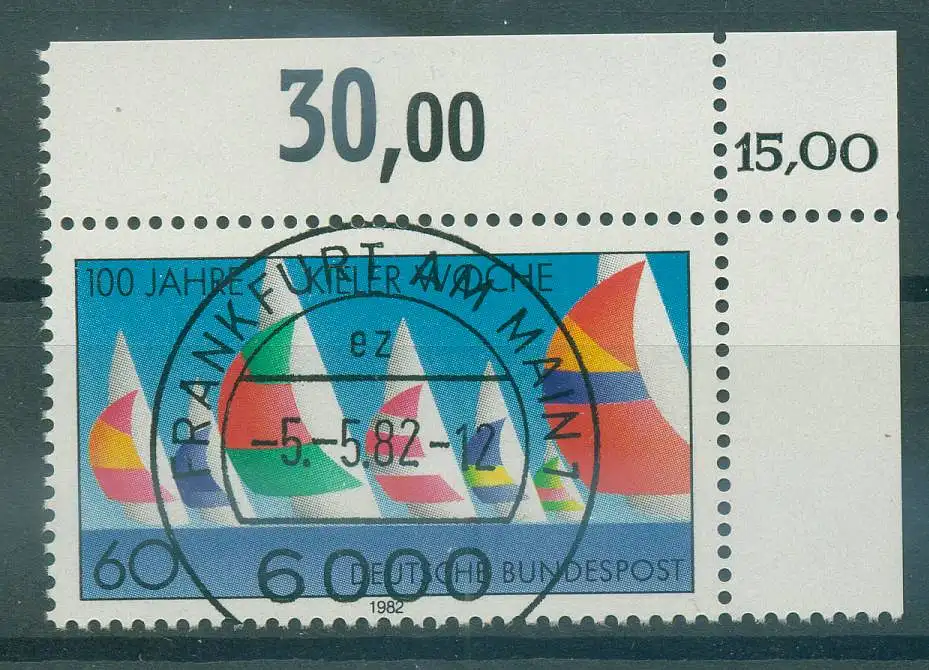 30,00
15,00
100 JAHRE KIELER WOCHE
FRANKFURT AM MAIN 1
ez
-5.-5.82-12
6000
60 DEUTSCHE BUNDESPOST
1982